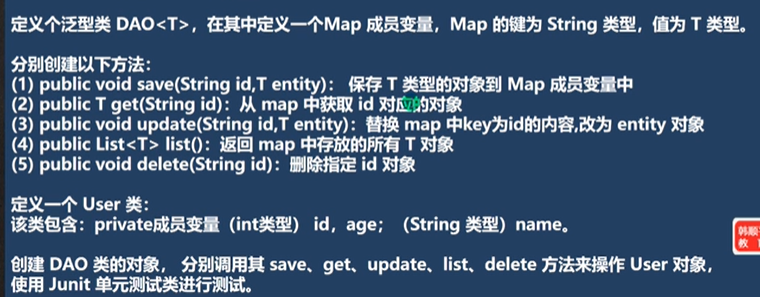 定义个泛型类 DAO<T>，在其中定义一个Map 成员变量，Map 的键为 String 类型，值为 T 类型。
分别创建以下方法：
(1) public void save(String id,T entity)： 保存 T 类型的对象到 Map 成员变量中
(2) public T get(String id)：从 map 中获取 id 对应的对象
(3) public void update(String id,T entity)：替换 map 中key为id的内容,改为 entity 对象
(4) public List<T> list()：返回 map 中存放的所有 T 对象
(5) public void delete(String id)：删除指定 id 对象
定义一个 User 类：
该类包含：private成员变量（int类型） id，age；（String 类型）name。
创建 DAO 类的对象， 分别调用其 save、get、update、list、delete 方法来操作 User 对象，
使用 Junit 单元测试类进行测试。
韩顺
教